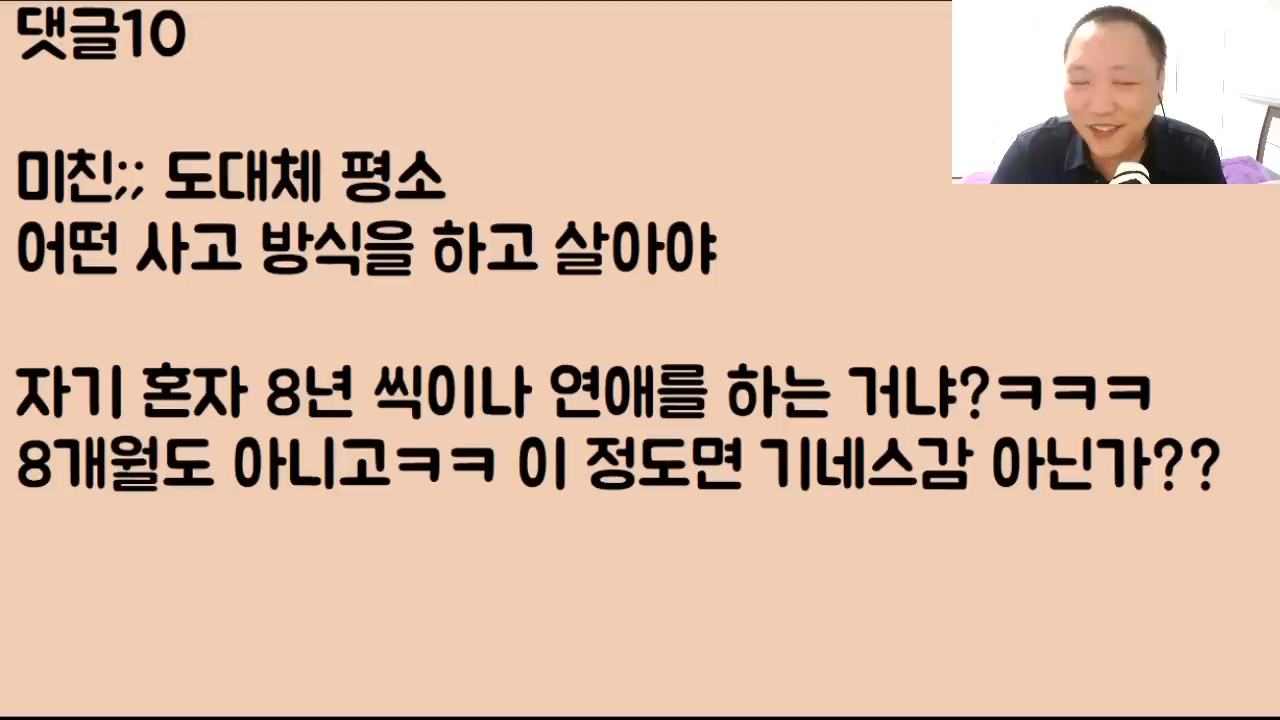 댓글10
미친;; 도대체 평소
어떤 사고 방식을 하고 살아야
자기 혼자 8년 씩이나 연애를 하는 거냐?ㅋㅋㅋ
8개월도 아니고ㅋㅋ 이 정도면 기네스감 아닌가??